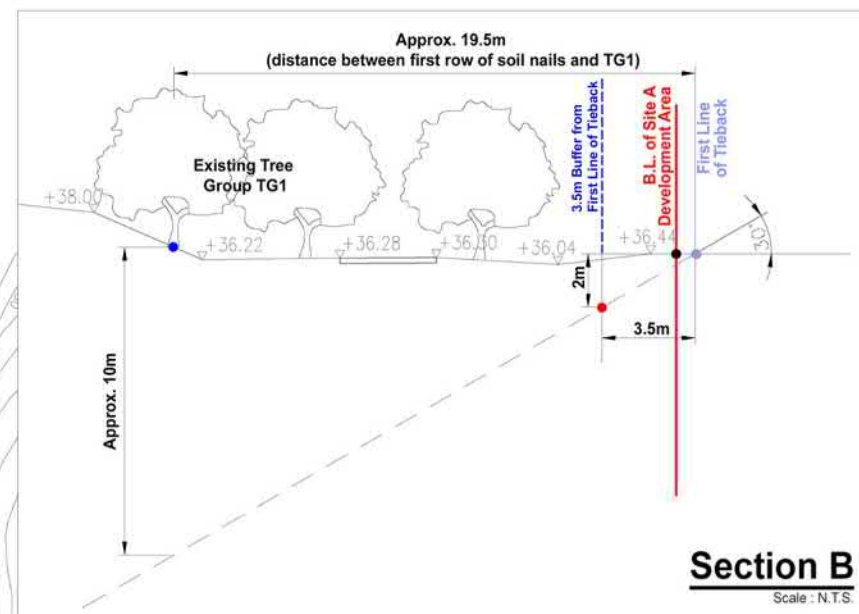 Approx. 19.5m
(distance between first row of soil nails and TG1)
Existing Tree
Group TG1
3.5m Buffer from
First Line of Tieback
B.L. of Site A
Development Area
First Line
of Tieback
+38.00
+36.22
+36.28
+36.30
+36.04
+36.44
30°
2m
3.5m
Approx. 10m
Section B
Scale : N.T.S.